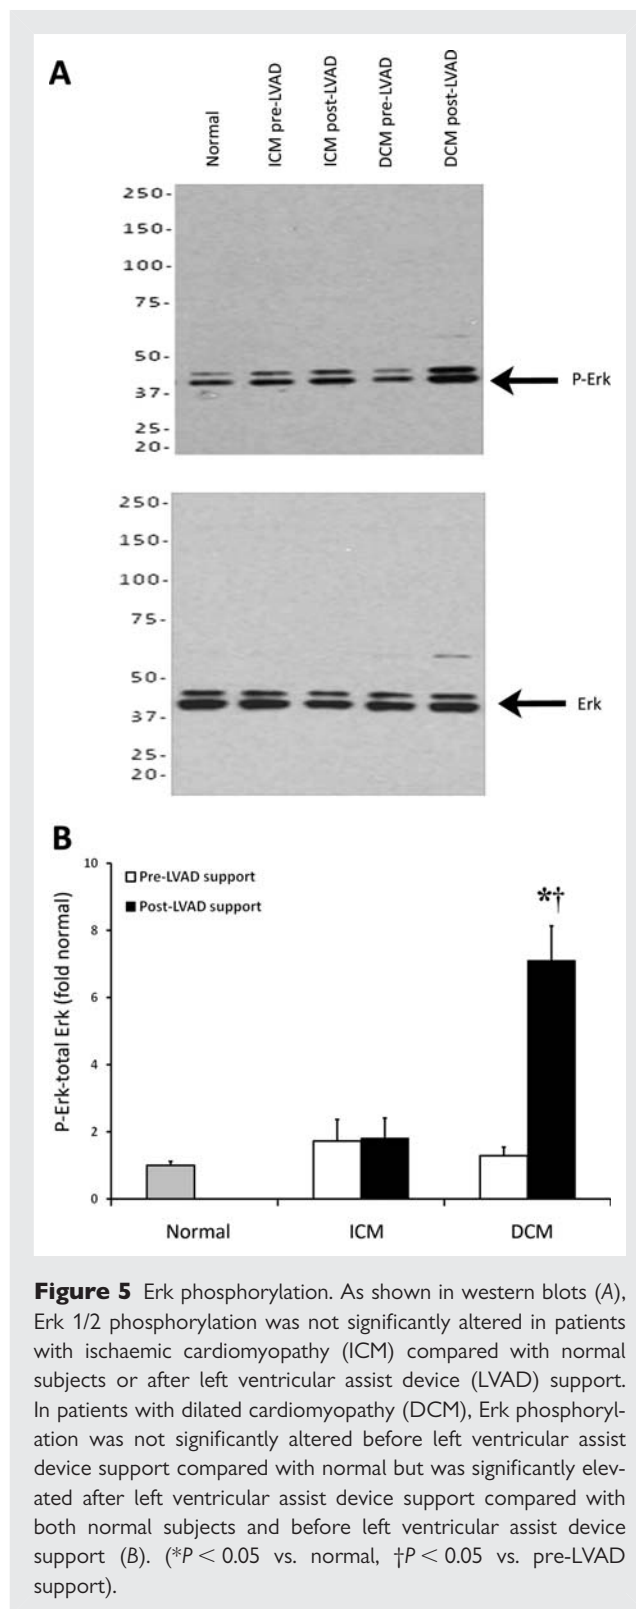 A
Normal
ICM pre-LVAD
ICM post-LVAD
DCM pre-LVAD
DCM post-LVAD
250-
150-
100-
75-
50-
37-
25-
20-
P-Erk
250-
150-
100-
75-
50-
37-
25-
20-
Erk
B
P-Erk-total Erk (fold normal)
10
8
6
4
2
0
Pre-LVAD support
Post-LVAD support
*†
Normal
ICM
DCM
Figure 5 Erk phosphorylation. As shown in western blots (A),
Erk 1/2 phosphorylation was not significantly altered in patients
with ischaemic cardiomyopathy (ICM) compared with normal
subjects or after left ventricular assist device (LVAD) support.
In patients with dilated cardiomyopathy (DCM), Erk phosphoryl-
ation was not significantly altered before left ventricular assist
device support compared with normal but was significantly elev-
ated after left ventricular assist device support compared with
both normal subjects and before left ventricular assist device
support (B). (*P < 0.05 vs. normal, †P < 0.05 vs. pre-LVAD
support).